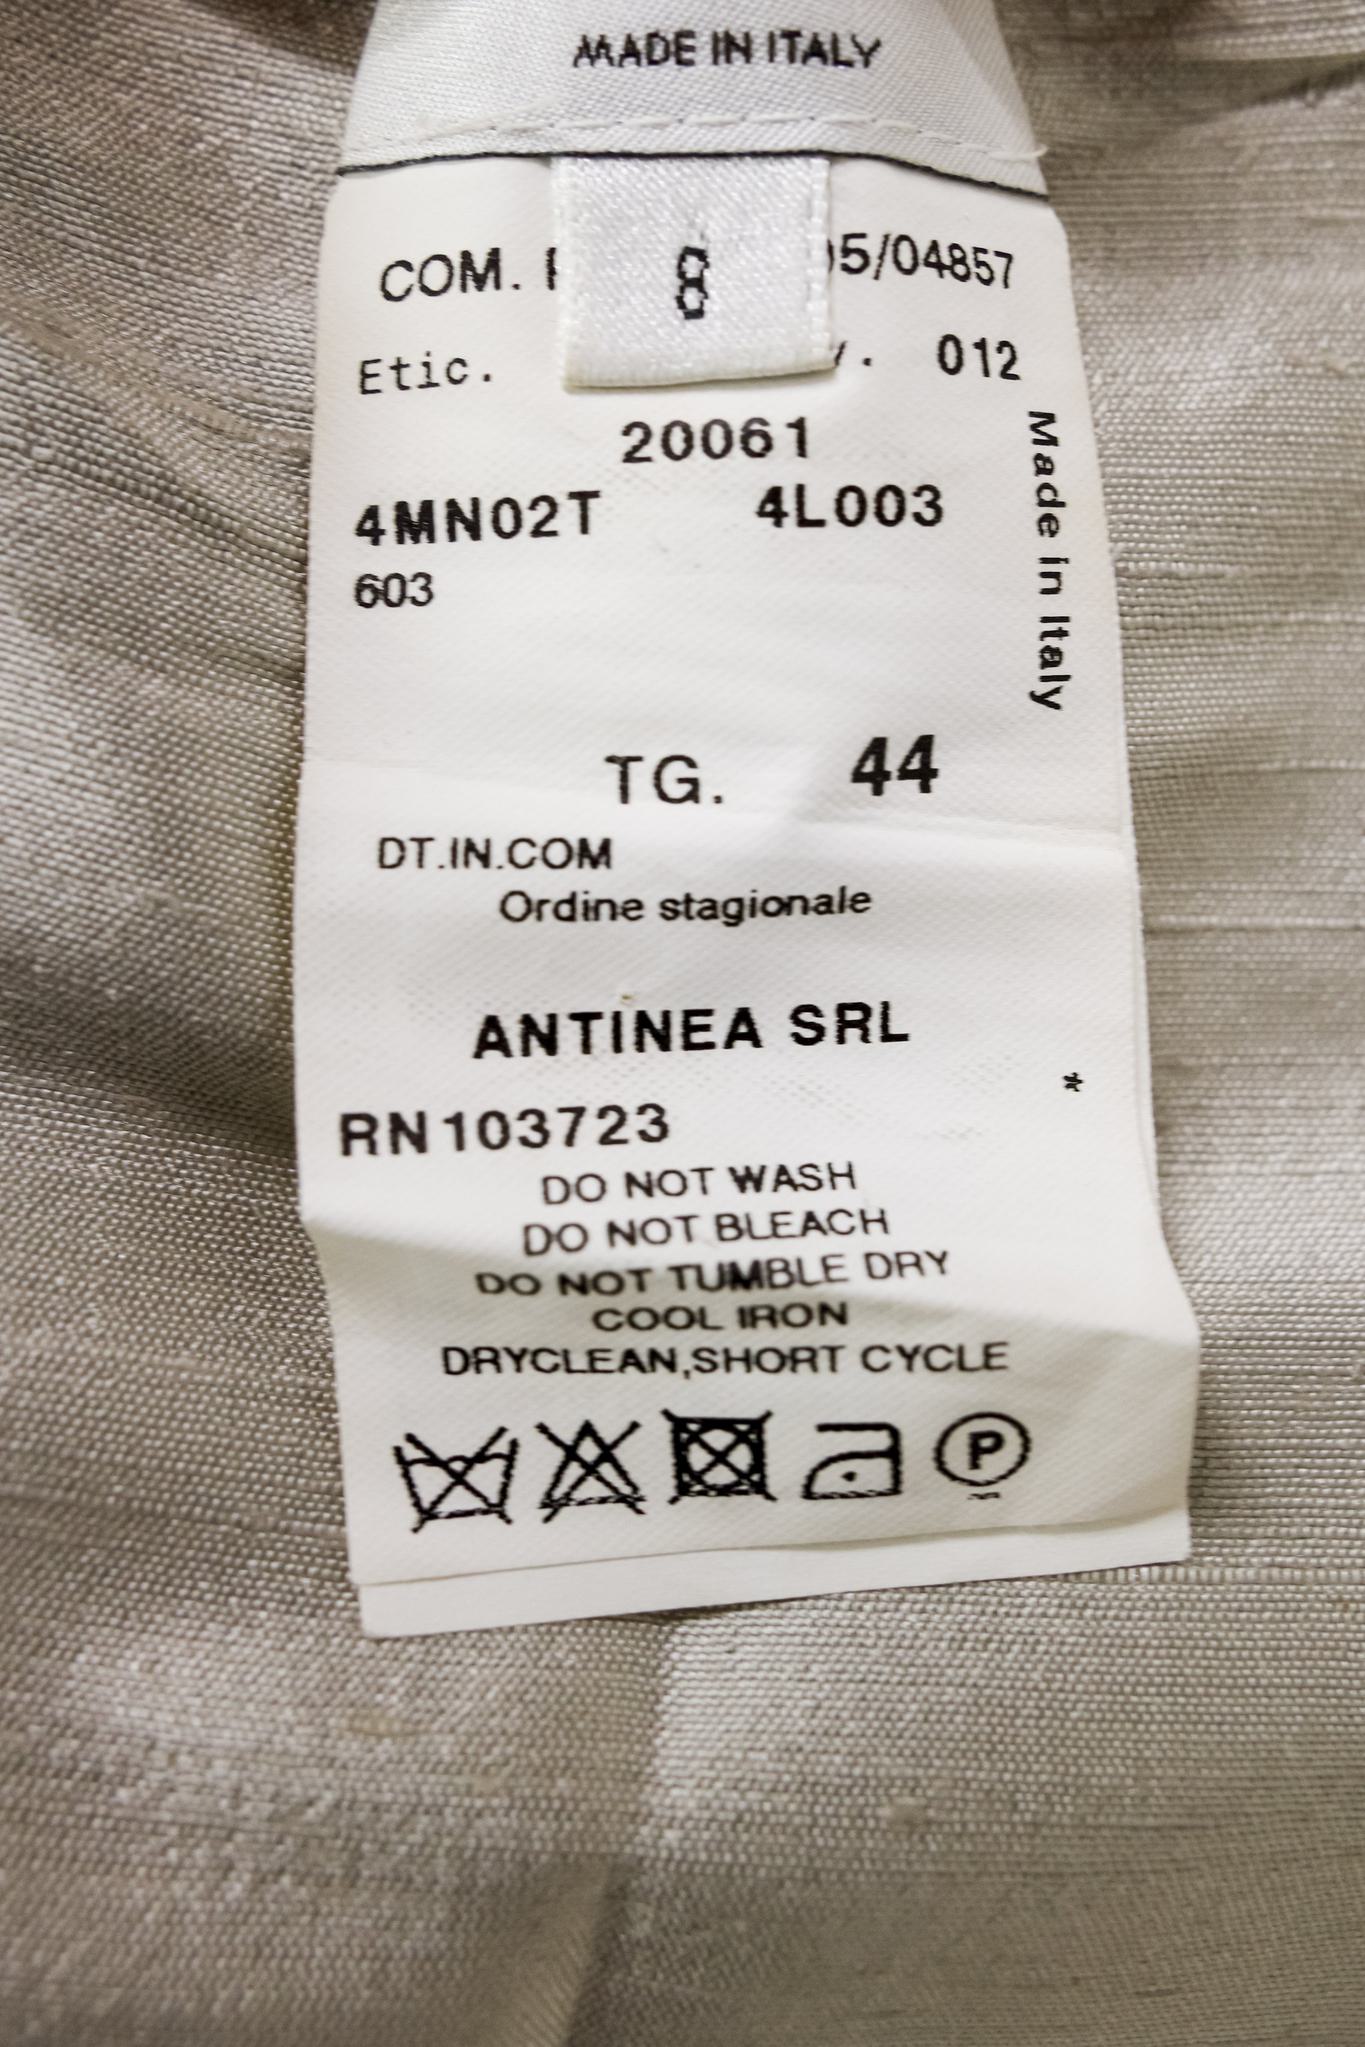 MADE IN ITALY
8
COM. 5/04857
Etic. 012
20061
4MN02T 4L003
603
Made in Italy
TG. 44
DT.IN.COM
Ordine stagionale
ANTINEA SRL
*
RN103723
DO NOT WASH
DO NOT BLEACH
DO NOT TUMBLE DRY
COOL IRON
DRYCLEAN,SHORT CYCLE
P